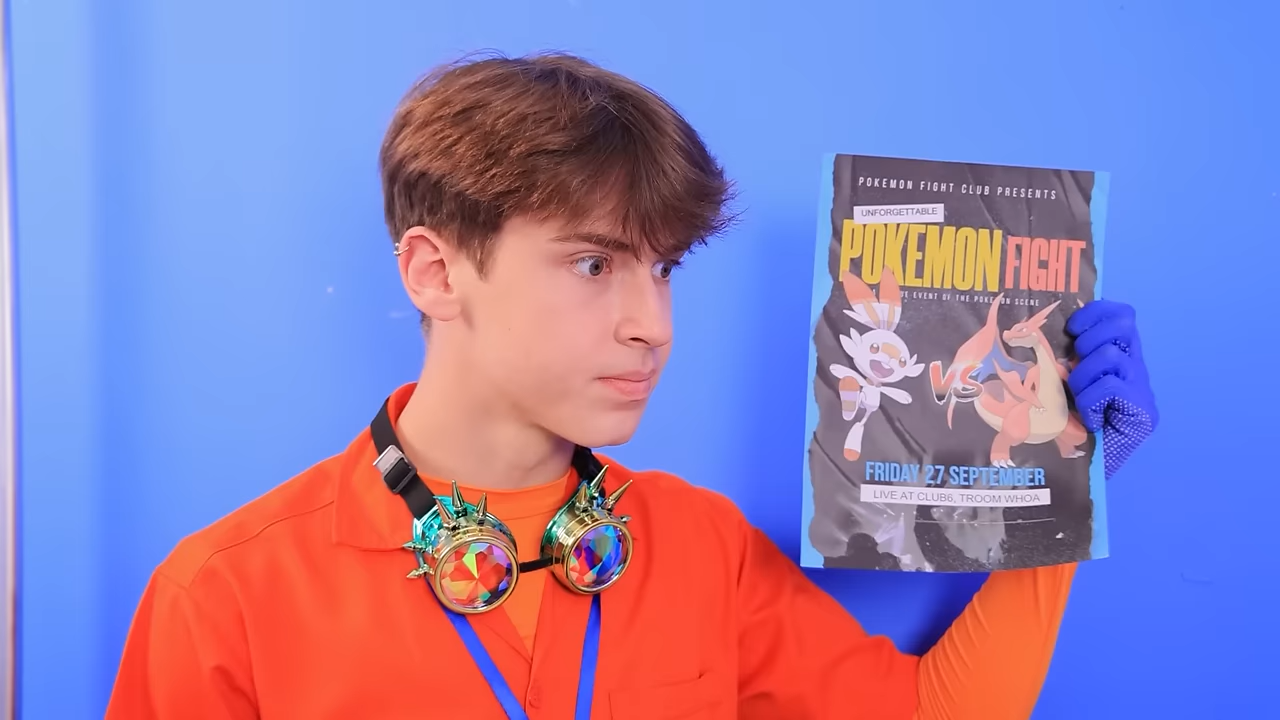 POKEMON FIGHT CLUB PRESENTS
UNFORGETTABLE
POKEMON FIGHT
EVENT OF THE POKEMON SCENE
VS
FRIDAY 27 SEPTEMBER
LIVE AT CLUB6, TROOM WHOA